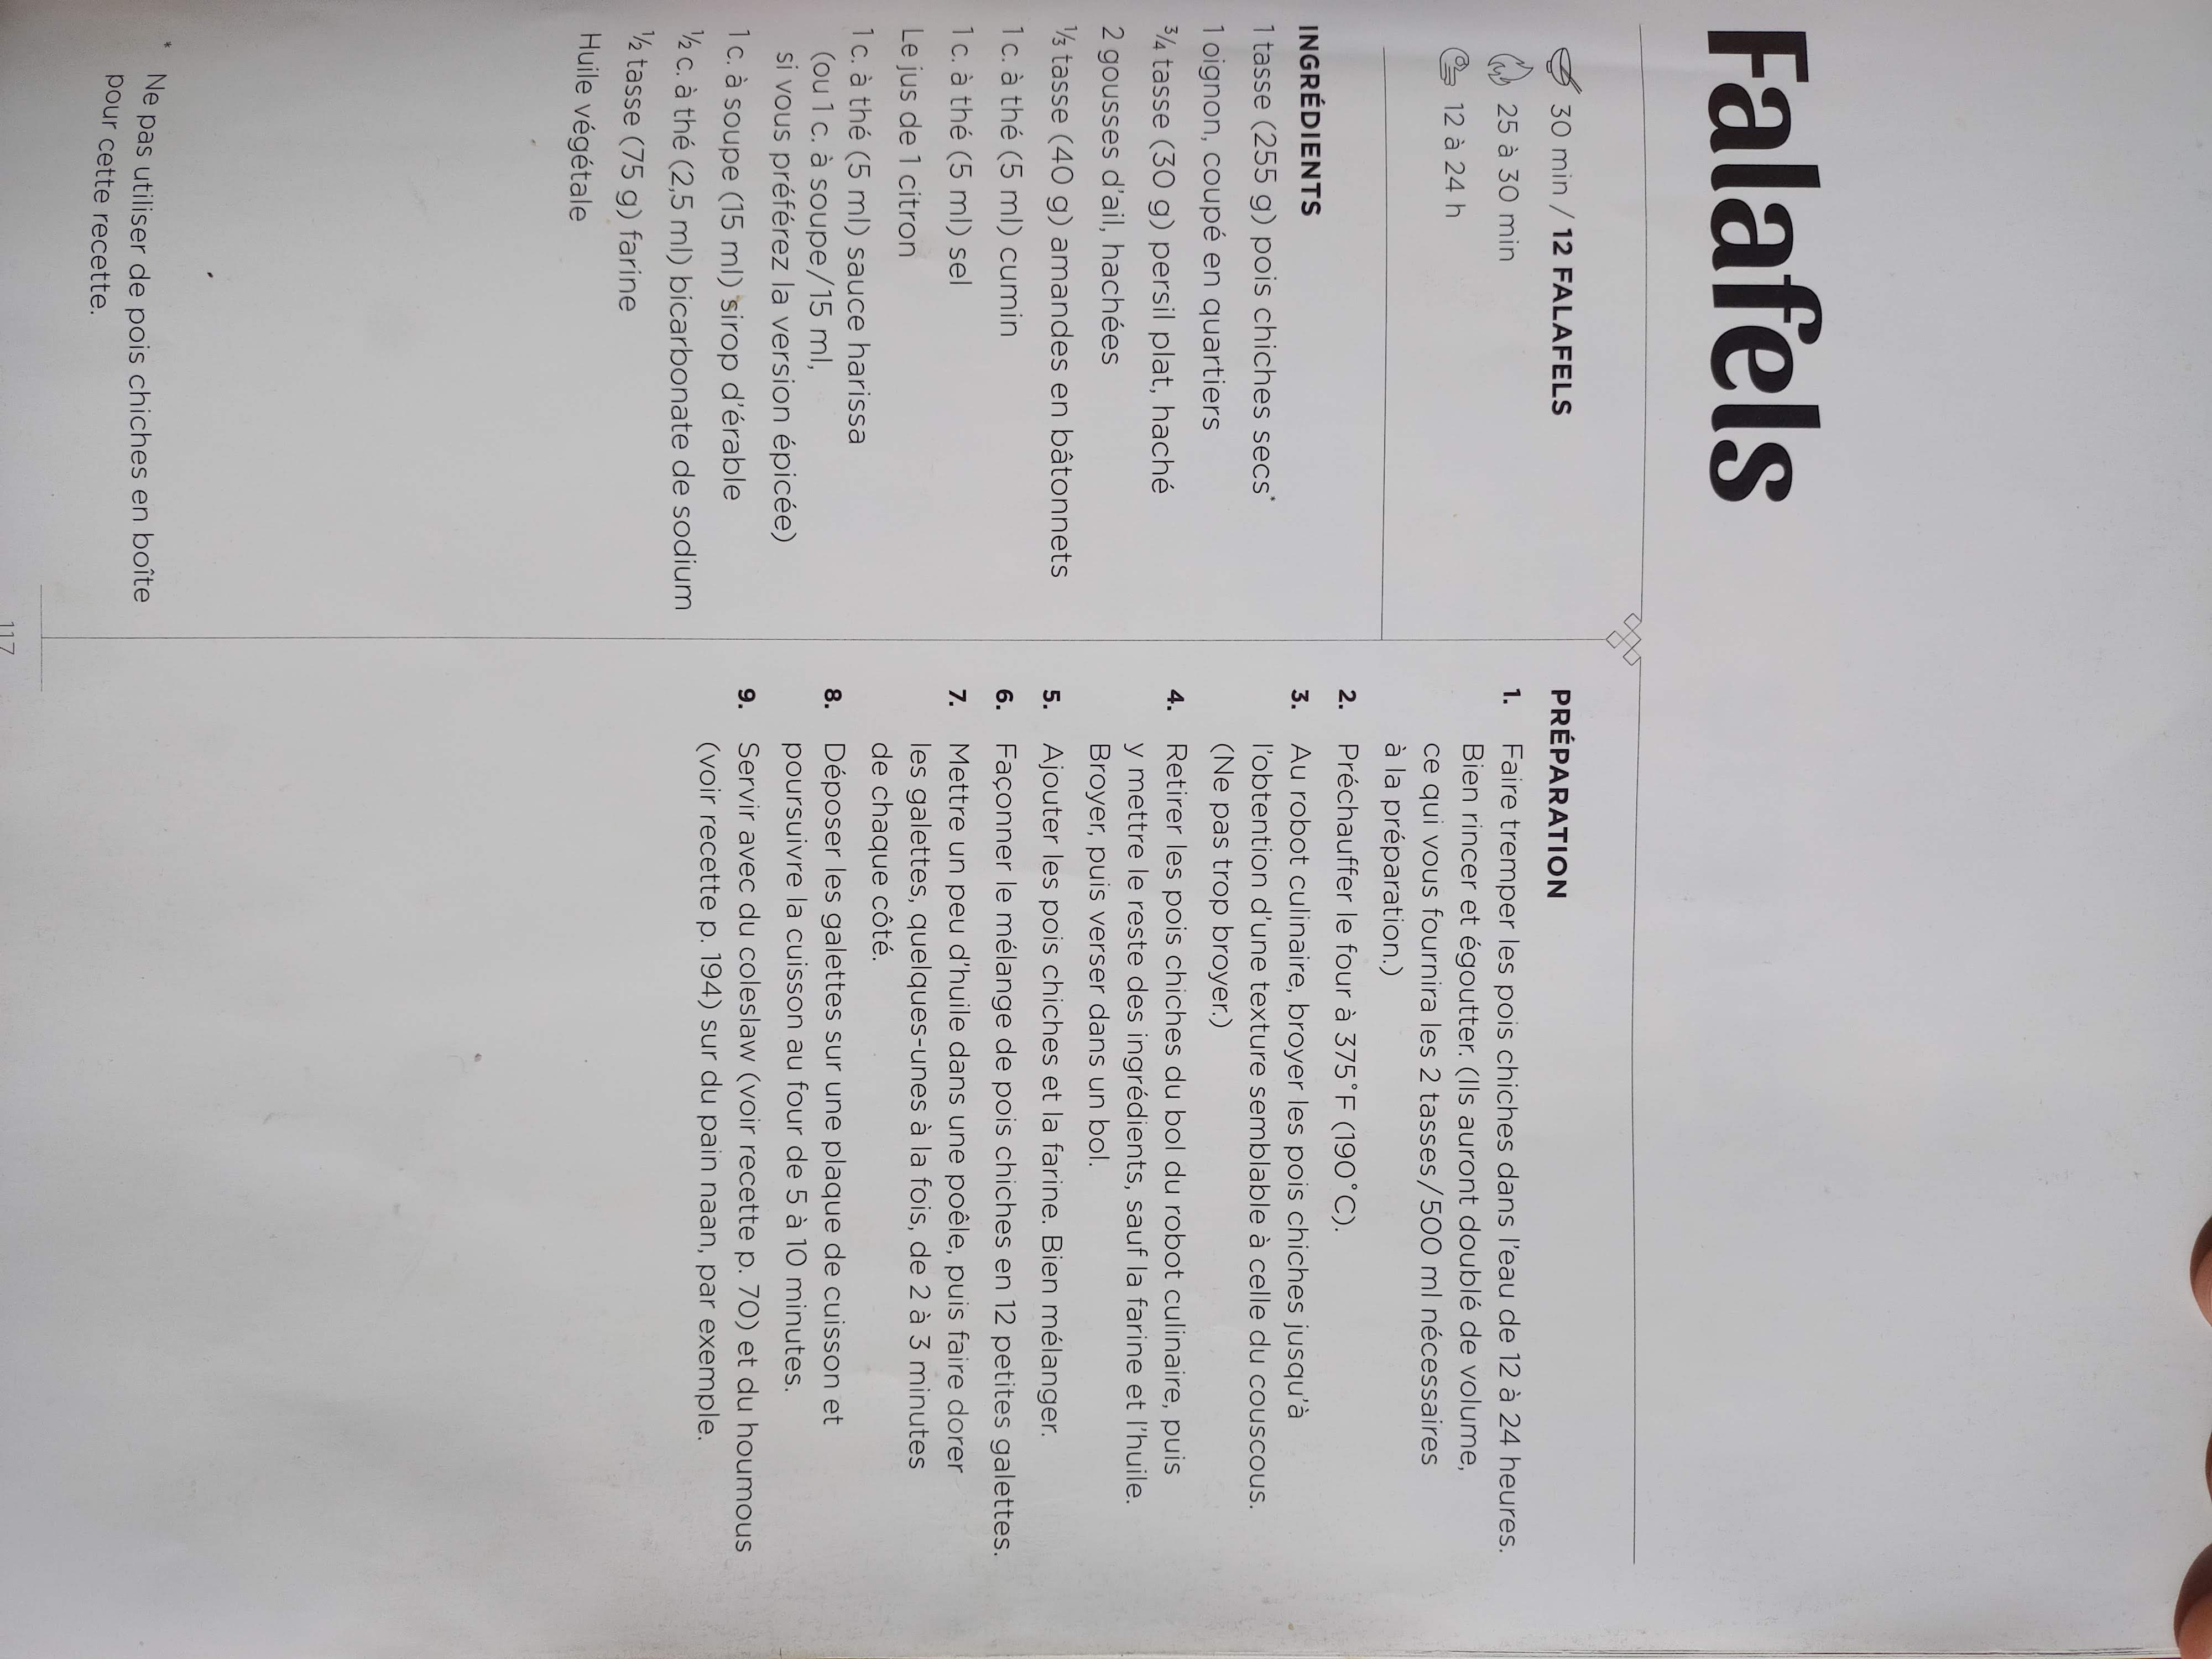 Falafels
30 min / 12 FALAFELS
25 à 30 min
12 à 24 h
INGRÉDIENTS
1 tasse (255 g) pois chiches secs*
1 oignon, coupé en quartiers
¾ tasse (30 g) persil plat, haché
2 gousses d'ail, hachées
⅓ tasse (40 g) amandes en bâtonnets
1 c. à thé (5 ml) cumin
1 c. à thé (5 ml) sel
Le jus de 1 citron
1 c. à thé (5 ml) sauce harissa
(ou 1 c. à soupe/15 ml,
si vous préférez la version épicée)
1 c. à soupe (15 ml) sirop d'érable
½ c. à thé (2,5 ml) bicarbonate de sodium
½ tasse (75 g) farine
Huile végétale
* Ne pas utiliser de pois chiches en boîte
pour cette recette.
PRÉPARATION
1. Faire tremper les pois chiches dans l'eau de 12 à 24 heures.
Bien rincer et égoutter. (Ils auront doublé de volume,
ce qui vous fournira les 2 tasses/500 ml nécessaires
à la préparation.)
2. Préchauffer le four à 375°F (190°C).
3. Au robot culinaire, broyer les pois chiches jusqu'à
l'obtention d'une texture semblable à celle du couscous.
(Ne pas trop broyer.)
4. Retirer les pois chiches du bol du robot culinaire, puis
y mettre le reste des ingrédients, sauf la farine et l'huile.
Broyer, puis verser dans un bol.
5. Ajouter les pois chiches et la farine. Bien mélanger.
6. Façonner le mélange de pois chiches en 12 petites galettes.
7. Mettre un peu d'huile dans une poêle, puis faire dorer
les galettes, quelques-unes à la fois, de 2 à 3 minutes
de chaque côté.
8. Déposer les galettes sur une plaque de cuisson et
poursuivre la cuisson au four de 5 à 10 minutes.
9. Servir avec du coleslaw (voir recette p. 70) et du houmous
(voir recette p. 194) sur du pain naan, par exemple.
117